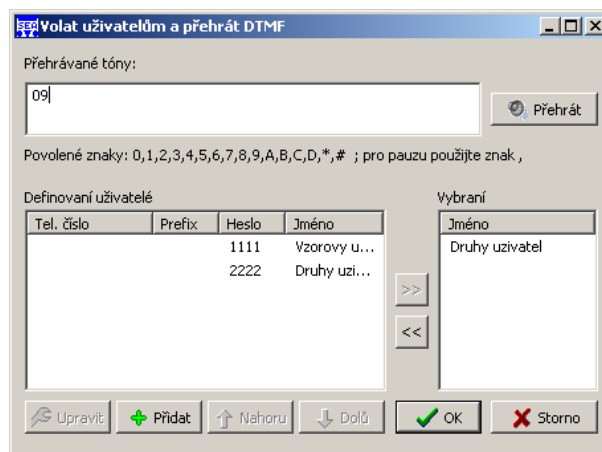 Volat uživatelům a přehrát DTMF
Přehrávané tóny:
09
Přehrát
Povolené znaky: 0,1,2,3,4,5,6,7,8,9,A,B,C,D,*,# ; pro pauzu použijte znak ,
Definovaní uživatelé
Vybraní
Tel. číslo Prefix Heslo Jméno
Jméno
1111 Vzorovy u...
Druhy uzivatel
2222 Druhy uzi...
>>
<<
Upravit Přidat Nahoru Dolů OK Storno